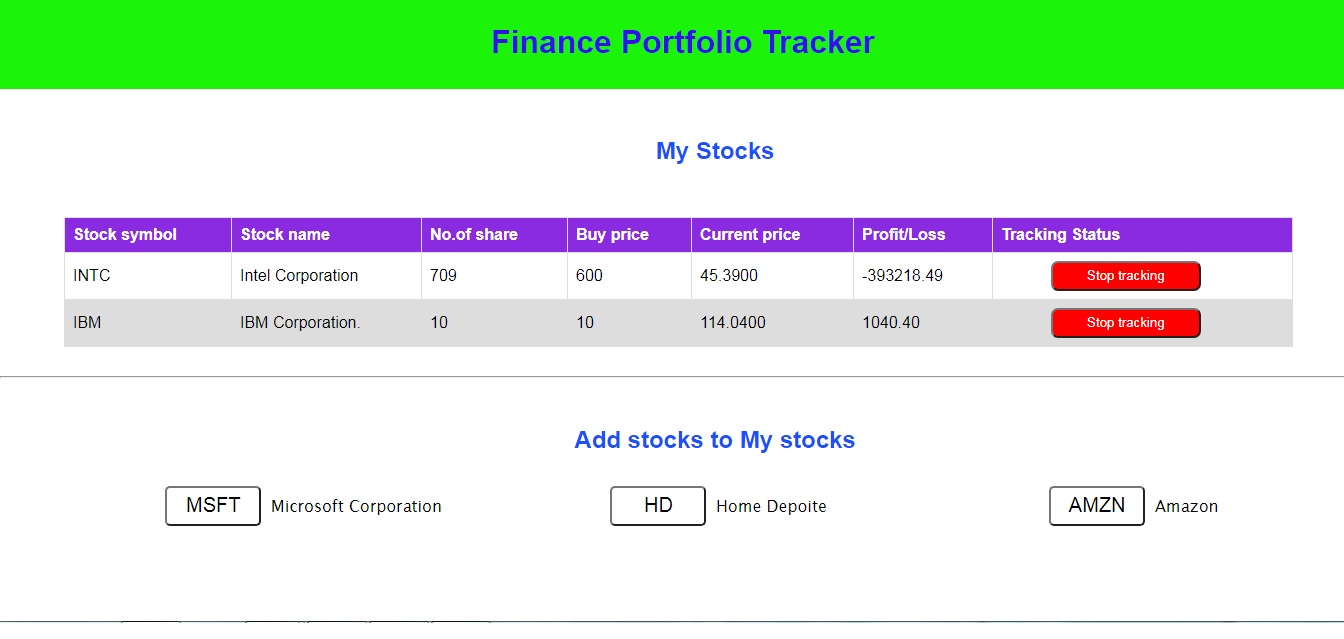 Finance Portfolio Tracker
My Stocks
Stock symbol Stock name No.of share Buy price Current price Profit/Loss Tracking Status
INTC Intel Corporation 709 600 45.3900 -393218.49 Stop tracking
IBM IBM Corporation. 10 10 114.0400 1040.40 Stop tracking
Add stocks to My stocks
MSFT Microsoft Corporation HD Home Depoite AMZN Amazon